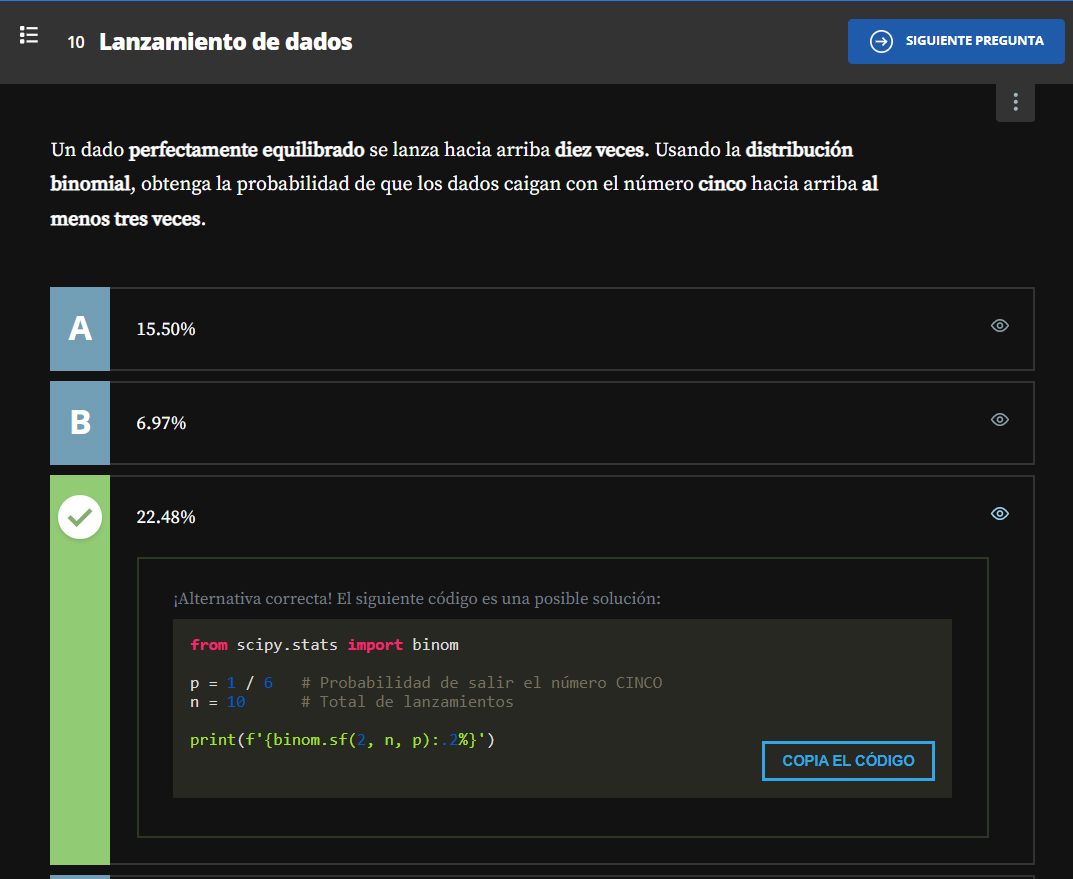 10 Lanzamiento de dados
SIGUIENTE PREGUNTA
Un dado perfectamente equilibrado se lanza hacia arriba diez veces. Usando la distribución
binomial, obtenga la probabilidad de que los dados caigan con el número cinco hacia arriba al
menos tres veces.
A
15.50%
B
6.97%
22.48%
¡Alternativa correcta! El siguiente código es una posible solución:
from scipy.stats import binom
p = 1 / 6 # Probabilidad de salir el número CINCO
n = 10 # Total de lanzamientos
print(f'{binom.sf(2, n, p):.2%}')
COPIA EL CÓDIGO